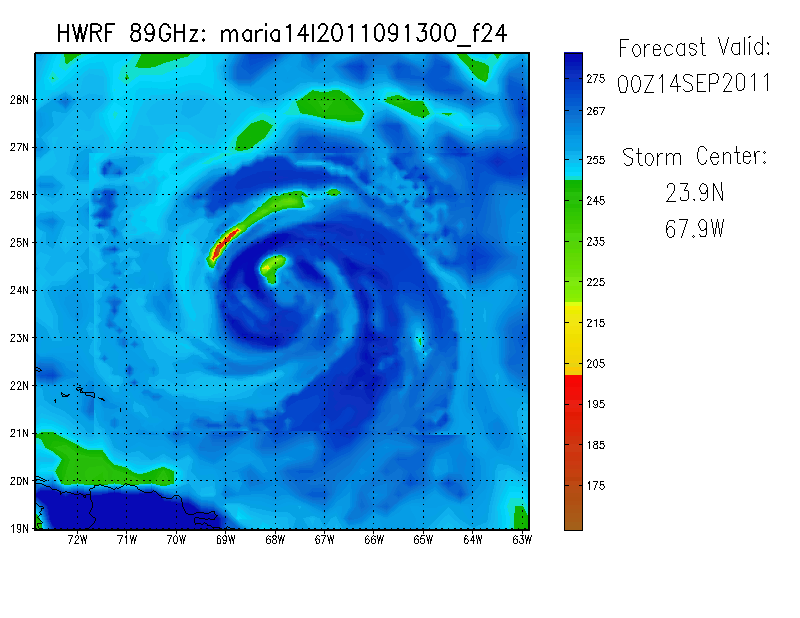 HWRF 89GHz: maria14l2011091300_f24
Forecast Valid:
00Z14SEP2011
Storm Center:
23.9N
67.9W
28N
27N
26N
25N
24N
23N
22N
21N
20N
19N
72W 71W 70W 69W 68W 67W 66W 65W 64W 63W
275
267
255
245
235
225
215
205
195
185
175